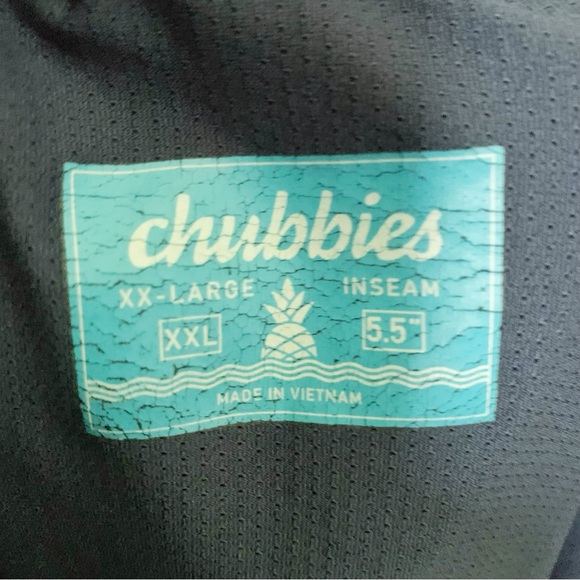 chubbies
XX-LARGE INSEAM
XXL 5.5"
MADE IN VIETNAM